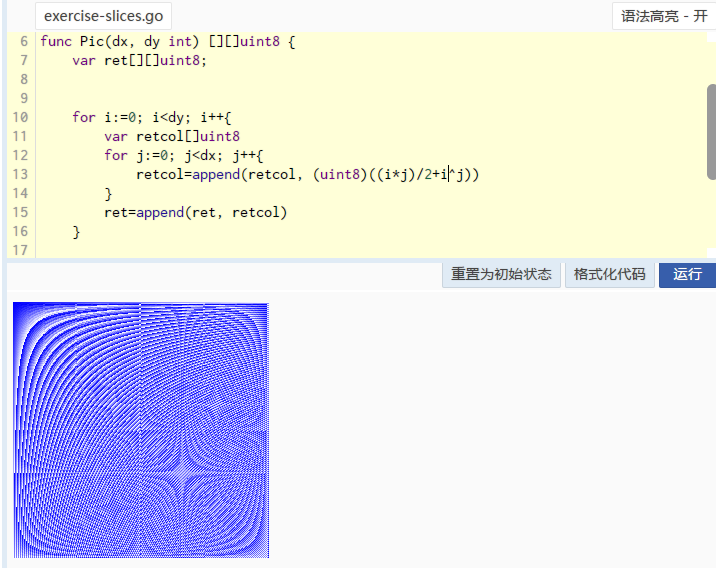 exercise-slices.go 语法高亮 - 开
6 func Pic(dx, dy int) [][]uint8 {
7     var ret[][]uint8;
8
9
10     for i:=0; i<dy; i++{
11         var retcol[]uint8
12         for j:=0; j<dx; j++{
13             retcol=append(retcol, (uint8)((i*j)/2+i^j))
14         }
15         ret=append(ret, retcol)
16     }
17
重置为初始状态 格式化代码 运行